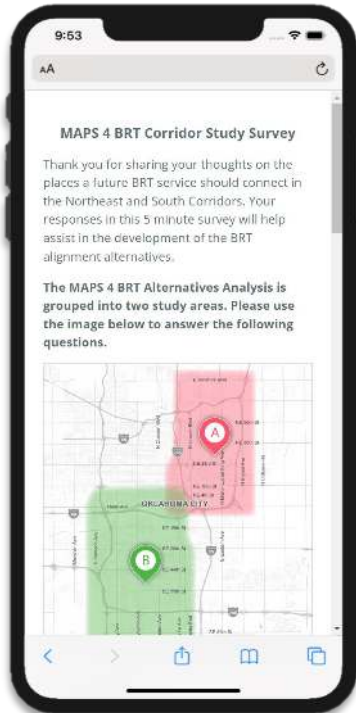 9:53
AA
MAPS 4 BRT Corridor Study Survey
Thank you for sharing your thoughts on the
places a future BRT service should connect in
the Northeast and South Corridors. Your
responses in this 5 minute survey will help
assist in the development of the BRT
alignment alternatives.
The MAPS 4 BRT Alternatives Analysis is
grouped into two study areas. Please use
the image below to answer the following
questions.
A
OKLAHOMA CITY
B